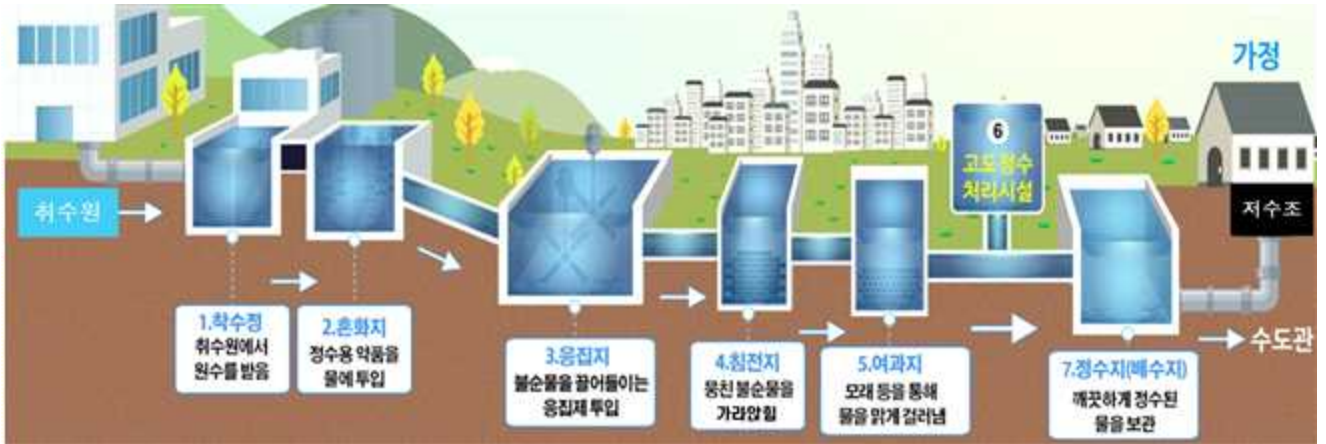 가정
6
고도정수
처리시설
취수원
저수조
1.착수정
취수원에서
원수를 받음
2.혼화지
정수용 약품을
물에 투입
3.응집지
불순물을 끌어들이는
응집제 투입
4.침전지
뭉친 불순물을
가라앉힘
5.여과지
모래 등을 통해
물을 맑게 걸러냄
7.정수지(배수지)
깨끗하게 정수된
물을 보관
수도관